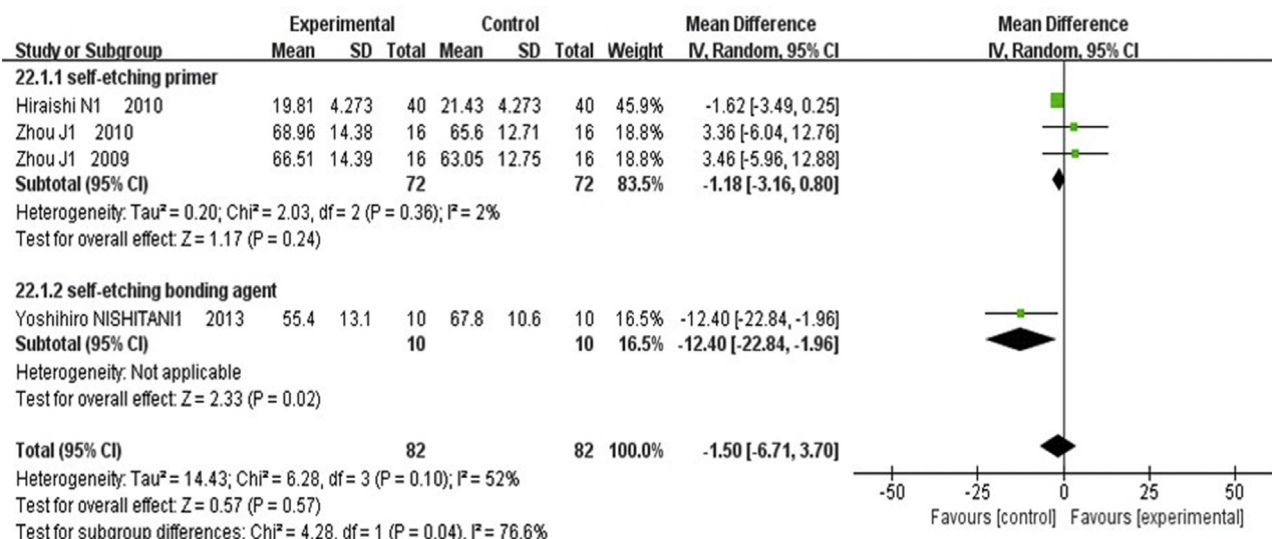 Experimental Control Mean Difference Mean Difference
Study or Subgroup Mean SD Total Mean SD Total Weight IV, Random, 95% CI IV, Random, 95% CI
22.1.1 self-etching primer
Hiraishi N1 2010 19.81 4.273 40 21.43 4.273 40 45.9% -1.62 [-3.49, 0.25]
Zhou J1 2010 68.96 14.38 16 65.6 12.71 16 18.8% 3.36 [-6.04, 12.76]
Zhou J1 2009 66.51 14.39 16 63.05 12.75 16 18.8% 3.46 [-5.96, 12.88]
Subtotal (95% CI) 72 72 83.5% -1.18 [-3.16, 0.80]
Heterogeneity: Tau² = 0.20; Chi² = 2.03, df = 2 (P = 0.36); I² = 2%
Test for overall effect: Z = 1.17 (P = 0.24)
22.1.2 self-etching bonding agent
Yoshihiro NISHITANI1 2013 55.4 13.1 10 67.8 10.6 10 16.5% -12.40 [-22.84, -1.96]
Subtotal (95% CI) 10 10 16.5% -12.40 [-22.84, -1.96]
Heterogeneity: Not applicable
Test for overall effect: Z = 2.33 (P = 0.02)
Total (95% CI) 82 82 100.0% -1.50 [-6.71, 3.70]
Heterogeneity: Tau² = 14.43; Chi² = 6.28, df = 3 (P = 0.10); I² = 52%
Test for overall effect: Z = 0.57 (P = 0.57)
Test for subgroup differences: Chi² = 4.28, df = 1 (P = 0.04), I² = 76.6%
-50 -25 0 25 50
Favours [control] Favours [experimental]